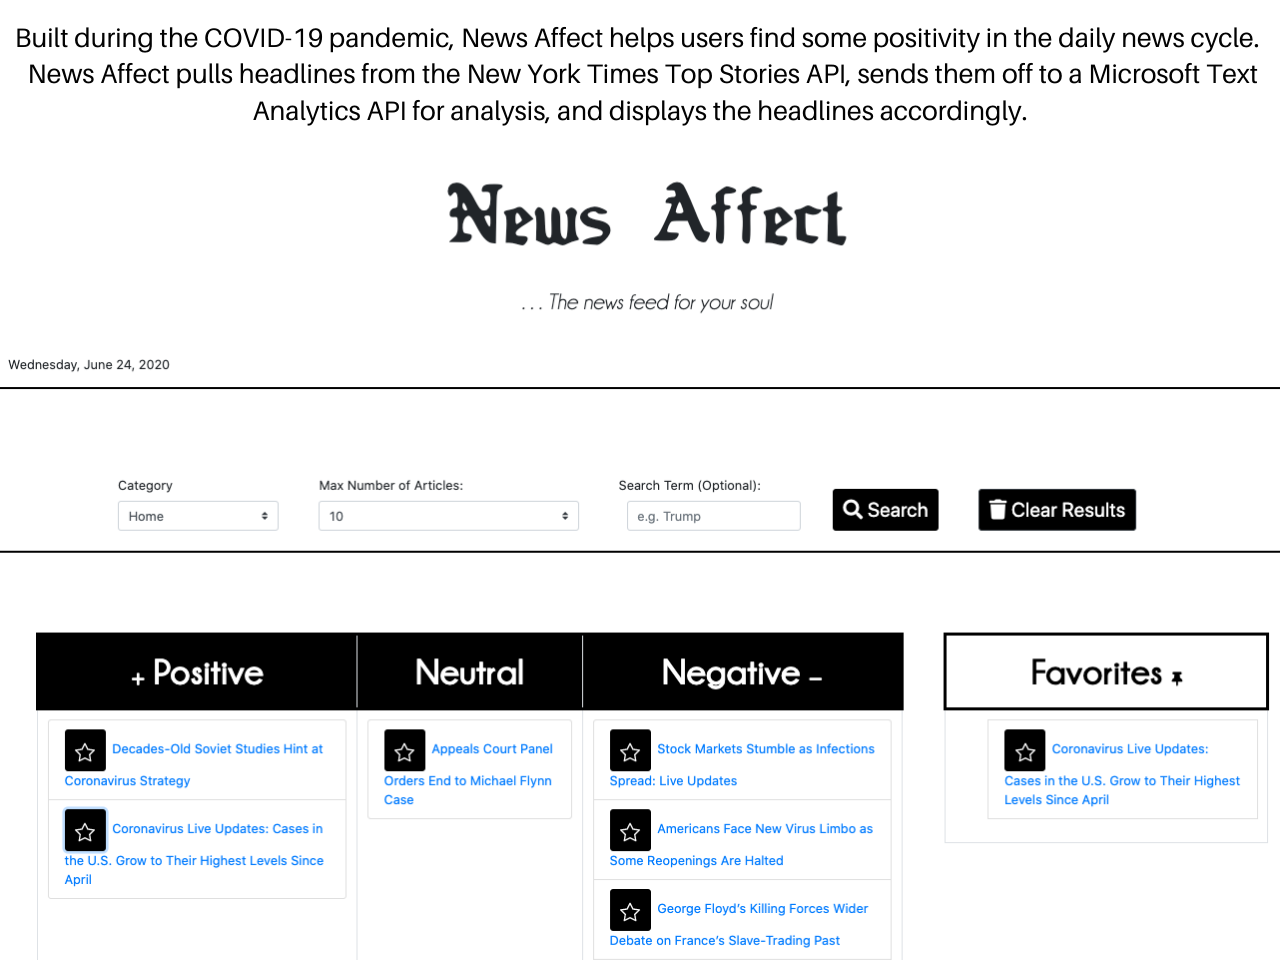 Built during the COVID-19 pandemic, News Affect helps users find some positivity in the daily news cycle.
News Affect pulls headlines from the New York Times Top Stories API, sends them off to a Microsoft Text
Analytics API for analysis, and displays the headlines accordingly.
News Affect
. . . The news feed for your soul
Wednesday, June 24, 2020
Category
Max Number of Articles:
Search Term (Optional):
Home
10
e.g. Trump
Search
Clear Results
+ Positive
Neutral
Negative –
Favorites
Decades-Old Soviet Studies Hint at
Coronavirus Strategy
Coronavirus Live Updates: Cases in
the U.S. Grow to Their Highest Levels Since
April
Appeals Court Panel
Orders End to Michael Flynn
Case
Stock Markets Stumble as Infections
Spread: Live Updates
Americans Face New Virus Limbo as
Some Reopenings Are Halted
George Floyd’s Killing Forces Wider
Debate on France’s Slave-Trading Past
Coronavirus Live Updates:
Cases in the U.S. Grow to Their Highest
Levels Since April